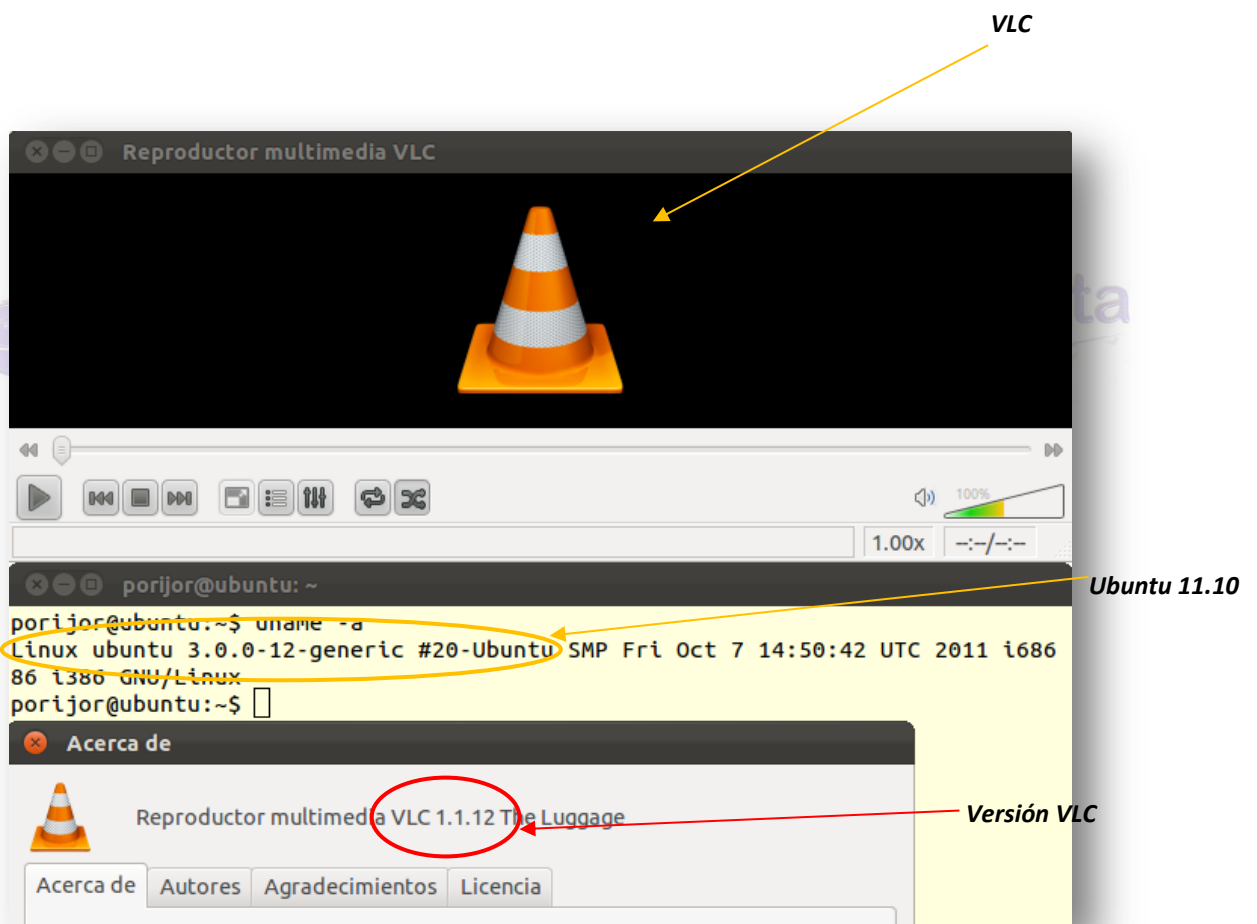 VLC
Reproductor multimedia VLC
ta
100%
1.00x --:--/--:--
porijor@ubuntu: ~
Ubuntu 11.10
porijor@ubuntu:~$ uname -a
Linux ubuntu 3.0.0-12-generic #20-Ubuntu SMP Fri Oct 7 14:50:42 UTC 2011 i686
86 i386 GNU/Linux
porijor@ubuntu:~$
Acerca de
Reproductor multimedia VLC 1.1.12 The Luggage
Versión VLC
Acerca de Autores Agradecimientos Licencia